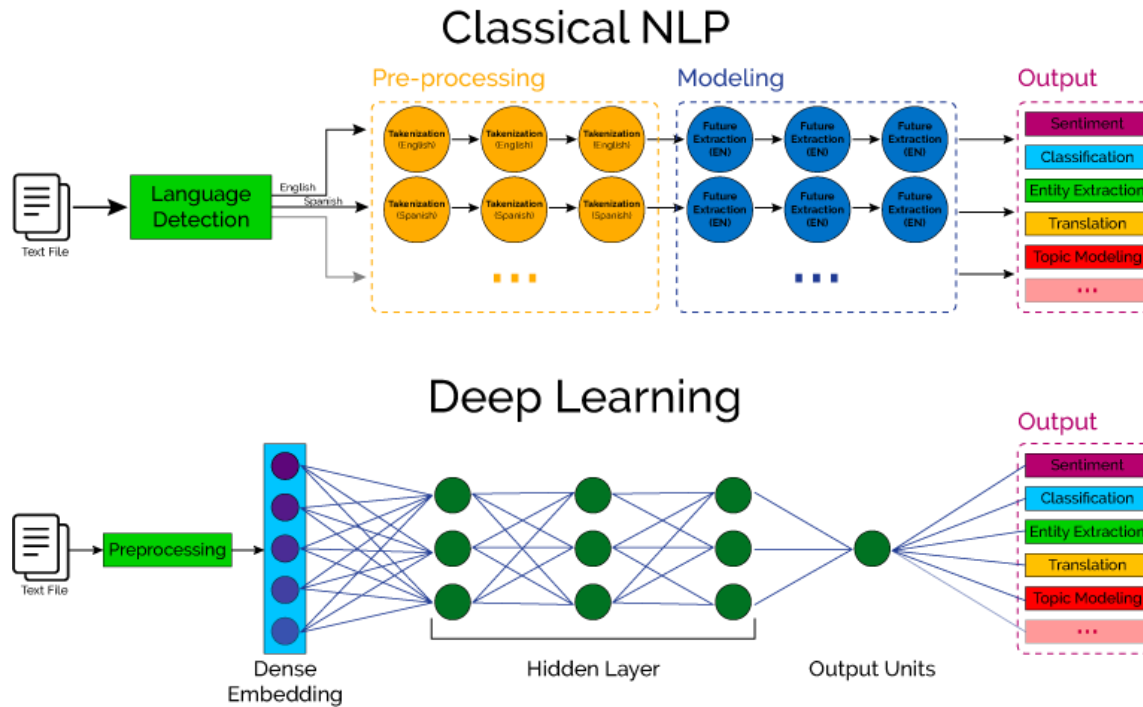 Classical NLP
Pre-processing
Modeling
Output
Text File
Language
Detection
English
Spanish
Takenization
(English)
Takenization
(English)
Takenization
(English)
Future
Extraction
(EN)
Future
Extraction
(EN)
Future
Extraction
(EN)
Takenization
(Spanish)
Takenization
(Spanish)
Takenization
(Spanish)
Future
Extraction
(EN)
Future
Extraction
(EN)
Future
Extraction
(EN)
...
...
Sentiment
Classification
Entity Extraction
Translation
Topic Modeling
...
Deep Learning
Output
Text File
Preprocessing
Dense
Embedding
Hidden Layer
Output Units
Sentiment
Classification
Entity Extraction
Translation
Topic Modeling
...